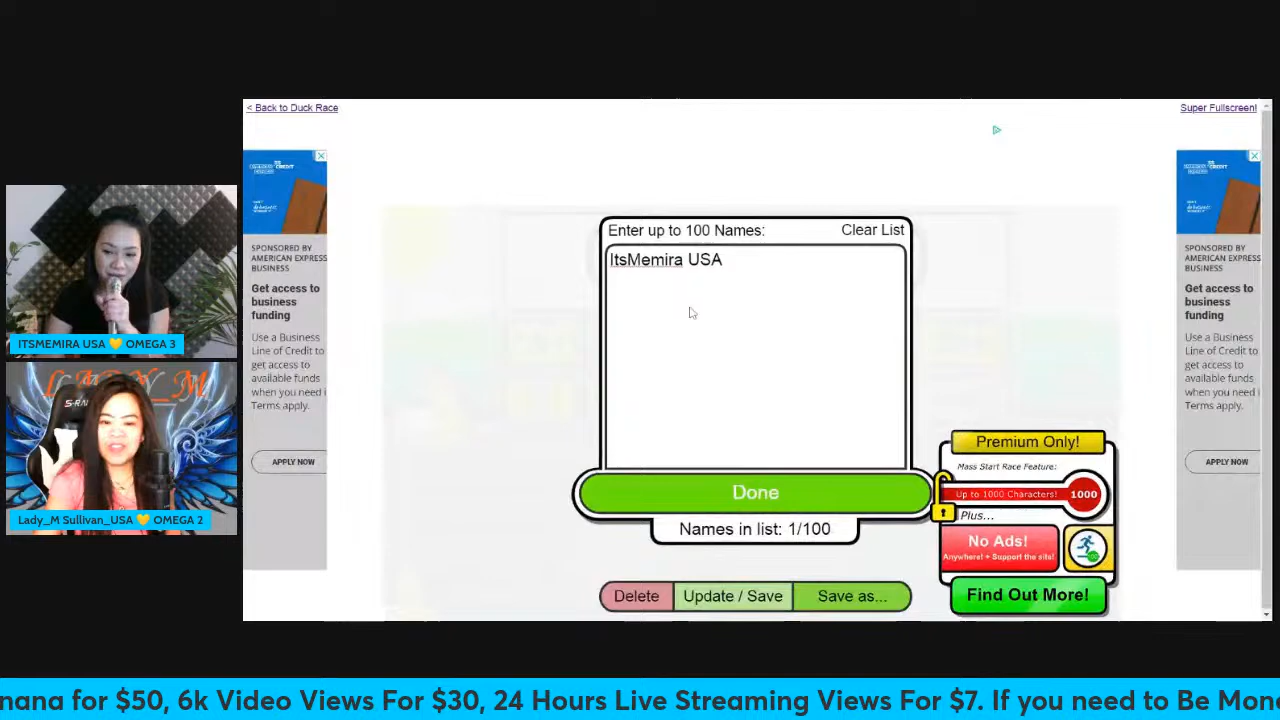 < Back to Duck Race
Super Fullscreen!
SPONSORED BY
AMERICAN EXPRESS
BUSINESS
Get access to
business
funding
Use a Business
Line of Credit to
get access to
available funds
when you need i
Terms apply.
APPLY NOW
Enter up to 100 Names:
Clear List
ItsMemira USA
Done
Names in list: 1/100
Delete
Update / Save
Save as...
Premium Only!
Mass Start Race Feature:
Up to 1000 Characters!
1000
Plus...
No Ads!
Anywhere! + Support the site!
Find Out More!
SPONSORED BY
AMERICAN EXPRESS
BUSINESS
Get access to
business
funding
Use a Business
Line of Credit to
get access to
available funds
when you need i
Terms apply.
APPLY NOW
ITSMEMIRA USA 💛 OMEGA 3
LADY_M
Lady_M Sullivan_USA 💛 OMEGA 2
nana for $50, 6k Video Views For $30, 24 Hours Live Streaming Views For $7. If you need to Be Mon